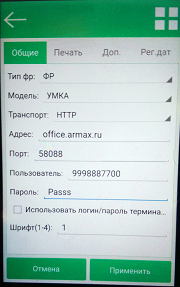 Общие Печать Доп. Рег.дат
Тип фр: ФР
Модель: УМКА
Транспорт: HTTP
Адрес: office.armax.ru
Порт: 58088
Пользователь: 9998887700
Пароль: Passs
Использовать логин/пароль термина...
Шрифт(1-4): 1
Отмена Применить